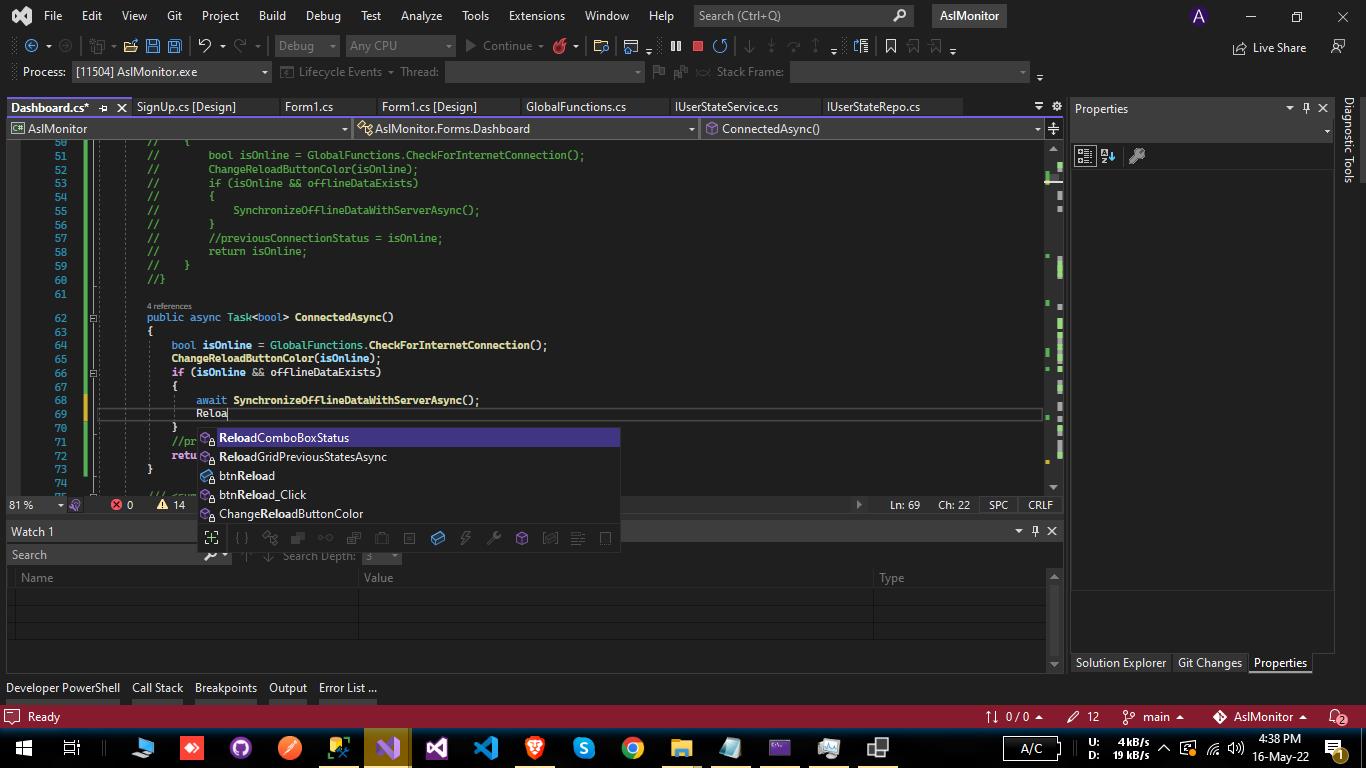 File Edit View Git Project Build Debug Test Analyze Tools Extensions Window Help Search (Ctrl+Q) AslMonitor A
Debug Any CPU Continue Live Share
Process: [11504] AslMonitor.exe Lifecycle Events Thread: Stack Frame:
Dashboard.cs* SignUp.cs [Design] Form1.cs Form1.cs [Design] GlobalFunctions.cs IUserStateService.cs IUserStateRepo.cs
Properties
Diagnostic Tools
AslMonitor AslMonitor.Forms.Dashboard ConnectedAsync()
50 // {
51 // bool isOnline = GlobalFunctions.CheckForInternetConnection();
52 // ChangeReloadButtonColor(isOnline);
53 // if (isOnline && offlineDataExists)
54 // {
55 // SynchronizeOfflineDataWithServerAsync();
56 // }
57 // //previousConnectionStatus = isOnline;
58 // return isOnline;
59 // }
60 //}
61
4 references
62 public async Task<bool> ConnectedAsync()
63 {
64 bool isOnline = GlobalFunctions.CheckForInternetConnection();
65 ChangeReloadButtonColor(isOnline);
66 if (isOnline && offlineDataExists)
67 {
68 await SynchronizeOfflineDataWithServerAsync();
69 Reloa
70 }
71 //pr
72 retu
73 }
74
75
ReloadComboBoxStatus
ReloadGridPreviousStatesAsync
btnReload
btnReload_Click
ChangeReloadButtonColor
81 % 0 14 Ln: 69 Ch: 22 SPC CRLF
Watch 1
Search Search Depth: 3
Name Value Type
Solution Explorer Git Changes Properties
Developer PowerShell Call Stack Breakpoints Output Error List ...
Ready 0 / 0 12 main AslMonitor 2
A/C U: 4 kB/s D: 19 kB/s 4:38 PM 16-May-22 1